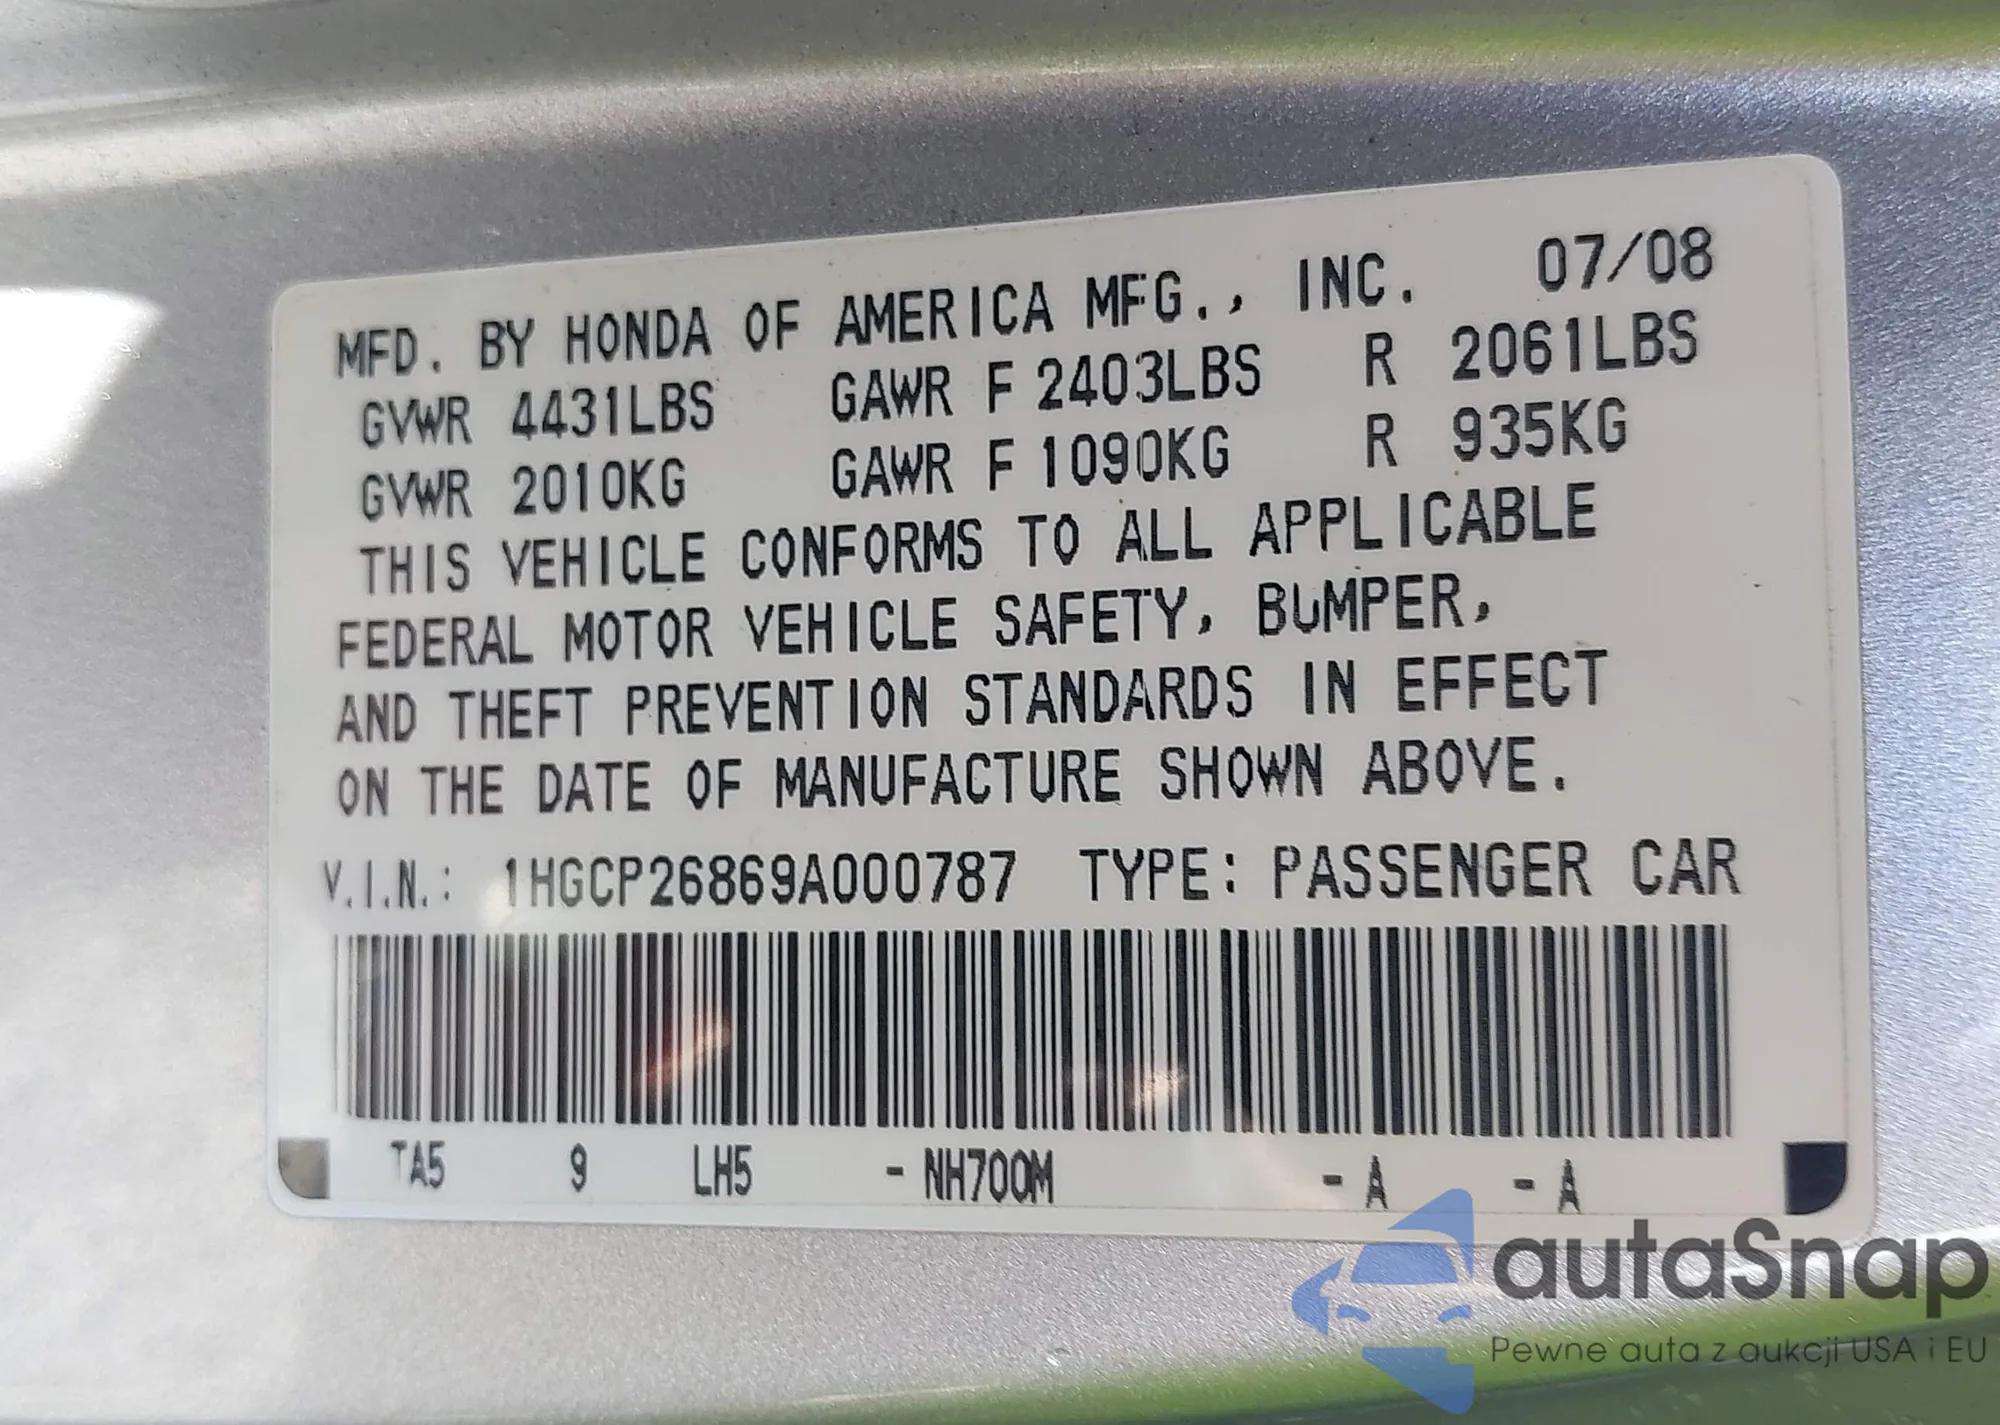 MFD. BY HONDA OF AMERICA MFG., INC. 07/08
GVWR 4431LBS GAWR F 2403LBS R 2061LBS
GVWR 2010KG GAWR F 1090KG R 935KG
THIS VEHICLE CONFORMS TO ALL APPLICABLE
FEDERAL MOTOR VEHICLE SAFETY, BUMPER,
AND THEFT PREVENTION STANDARDS IN EFFECT
ON THE DATE OF MANUFACTURE SHOWN ABOVE.
V.I.N.: 1HGCP26869A000787 TYPE: PASSENGER CAR
TA5 9 LH5 - NH700M - A - A
autaSnap
Pewne auta z aukcji USA i EU